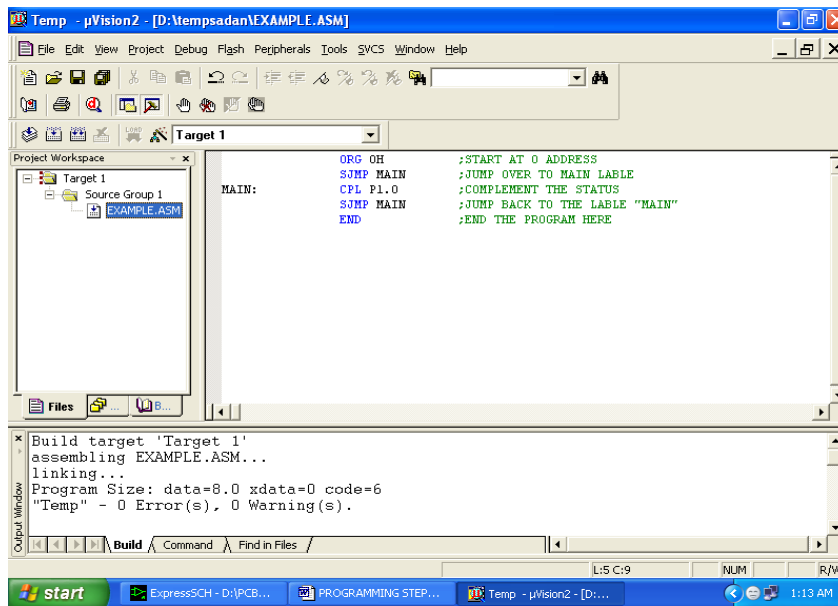 Temp - µVision2 - [D:\tempsadan\EXAMPLE.ASM]
File Edit View Project Debug Flash Peripherals Tools SVCS Window Help
LOAD Target 1
Project Workspace
Target 1
Source Group 1
EXAMPLE.ASM
ORG 0H ;START AT 0 ADDRESS
SJMP MAIN ;JUMP OVER TO MAIN LABLE
MAIN: CPL P1.0 ;COMPLEMENT THE STATUS
SJMP MAIN ;JUMP BACK TO THE LABLE "MAIN"
END ;END THE PROGRAM HERE
Files ... B...
Build target 'Target 1'
assembling EXAMPLE.ASM...
linking...
Program Size: data=8.0 xdata=0 code=6
"Temp" - 0 Error(s), 0 Warning(s).
Output Window
Build Command Find in Files
L:5 C:9 NUM R/W
start ExpressSCH - D:\PCB... PROGRAMMING STEP... Temp - µVision2 - [D:... 1:13 AM